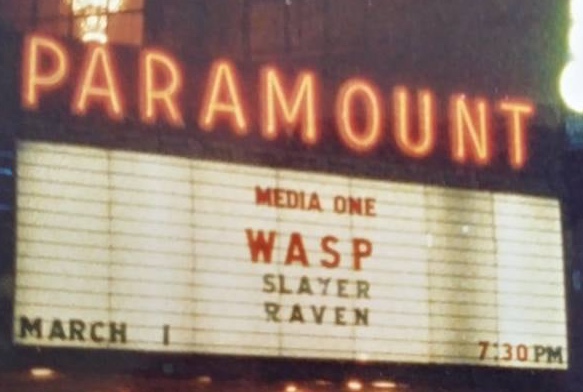 PARAMOUNT
MEDIA ONE
WASP
SLAYER
RAVEN
MARCH 1 7:30 PM